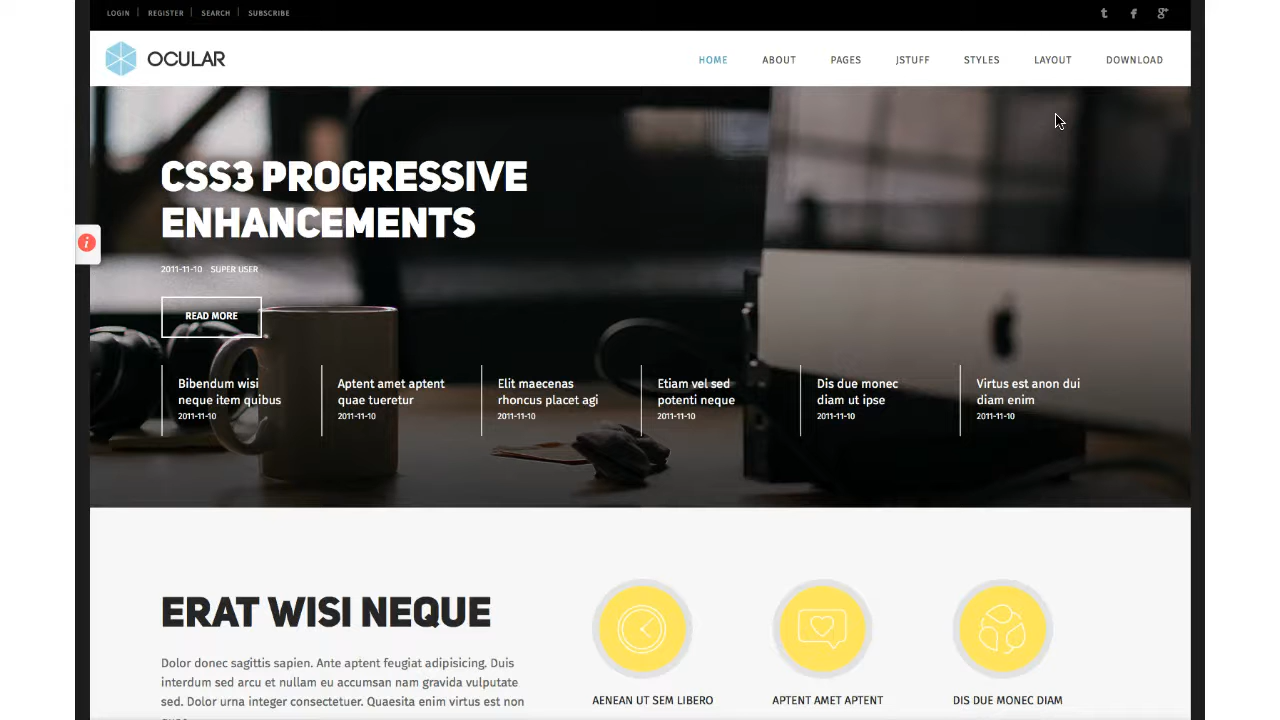 LOGIN REGISTER SEARCH SUBSCRIBE
OCULAR
HOME ABOUT PAGES JSTUFF STYLES LAYOUT DOWNLOAD
CSS3 PROGRESSIVE
ENHANCEMENTS
2011-11-10 SUPER USER
READ MORE
Bibendum wisi
neque item quibus
2011-11-10
Aptent amet aptent
quae tueretur
2011-11-10
Elit maecenas
rhoncus placet agi
2011-11-10
Etiam vel sed
potenti neque
2011-11-10
Dis due monec
diam ut ipse
2011-11-10
Virtus est anon dui
diam enim
2011-11-10
ERAT WISI NEQUE
Dolor donec sagittis sapien. Ante aptent feugiat adipisicing. Duis
interdum sed arcu et nullam eu accumsan nam gravida vulputate
sed. Dolor urna integer consectetuer. Quaesita enim virtus est non
AENEAN UT SEM LIBERO
APTENT AMET APTENT
DIS DUE MONEC DIAM